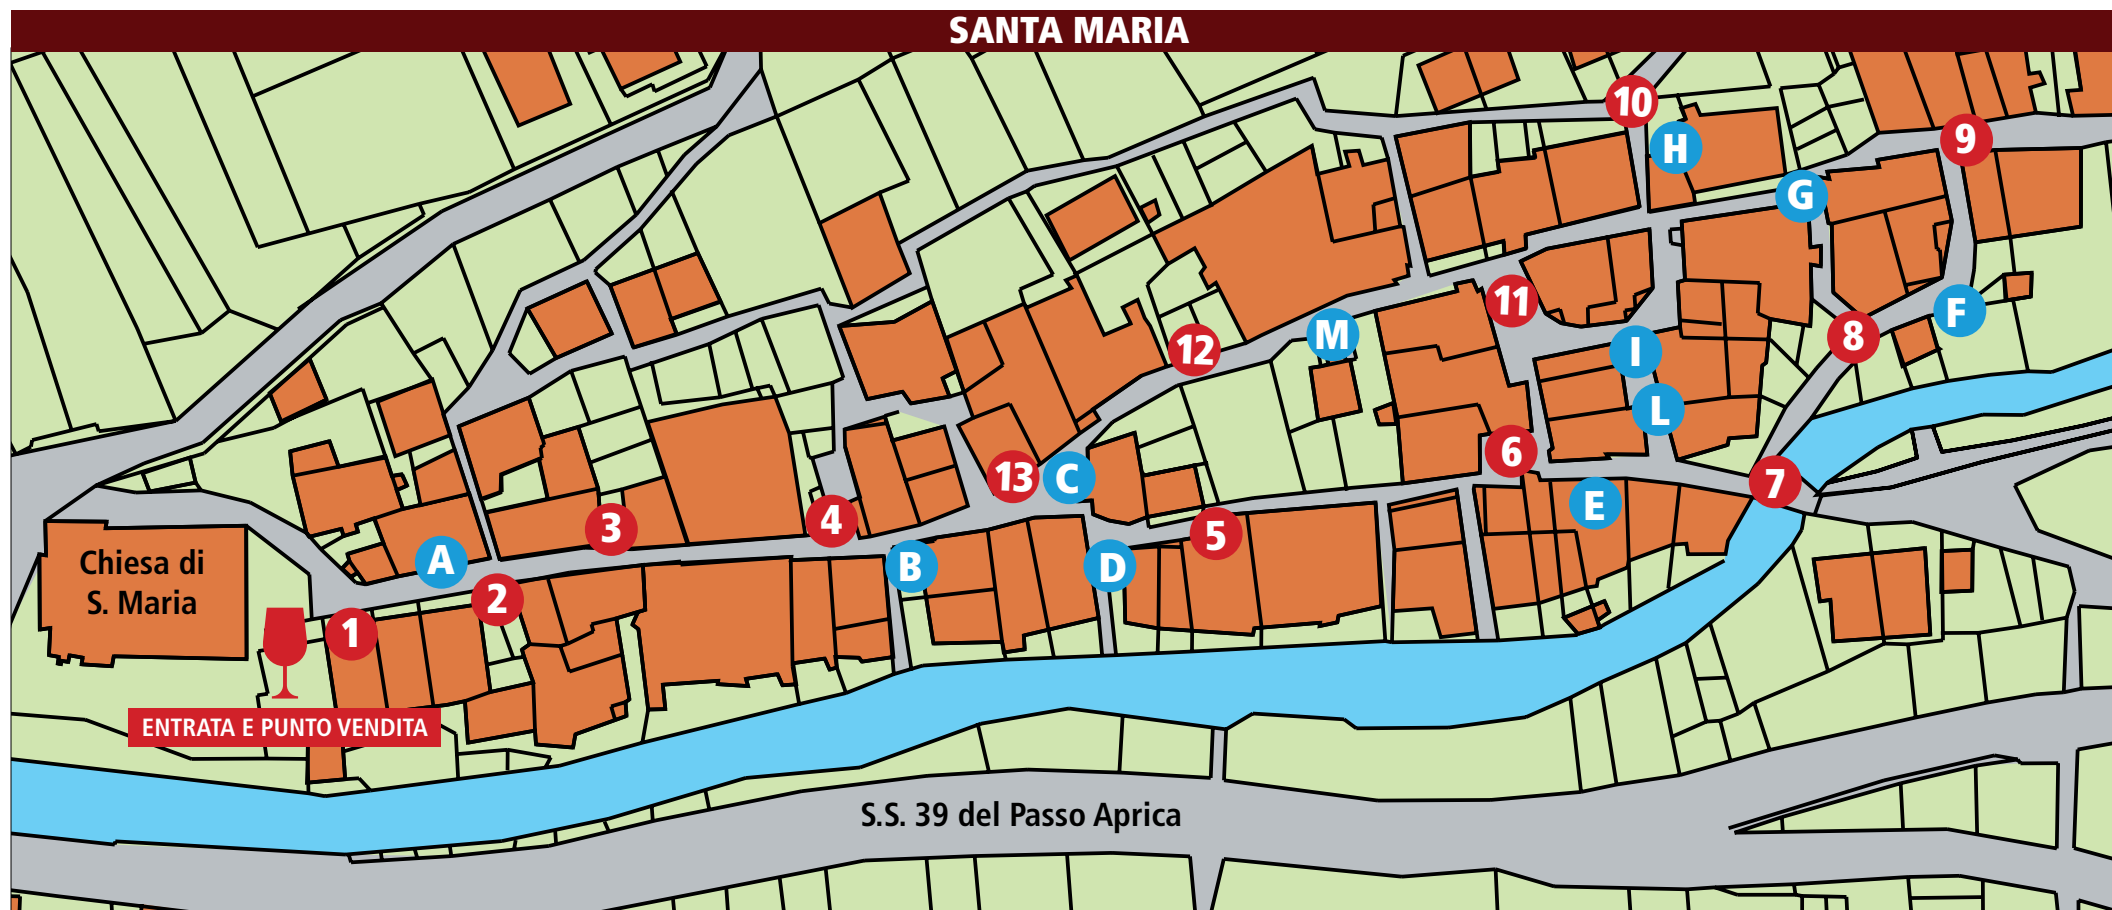 SANTA MARIA
10
9
H
G
11
F
8
12
M
I
L
6
13
C
7
4
3
5
E
A
B
D
Chiesa di
S. Maria
2
1
ENTRATA E PUNTO VENDITA
S.S. 39 del Passo Aprica